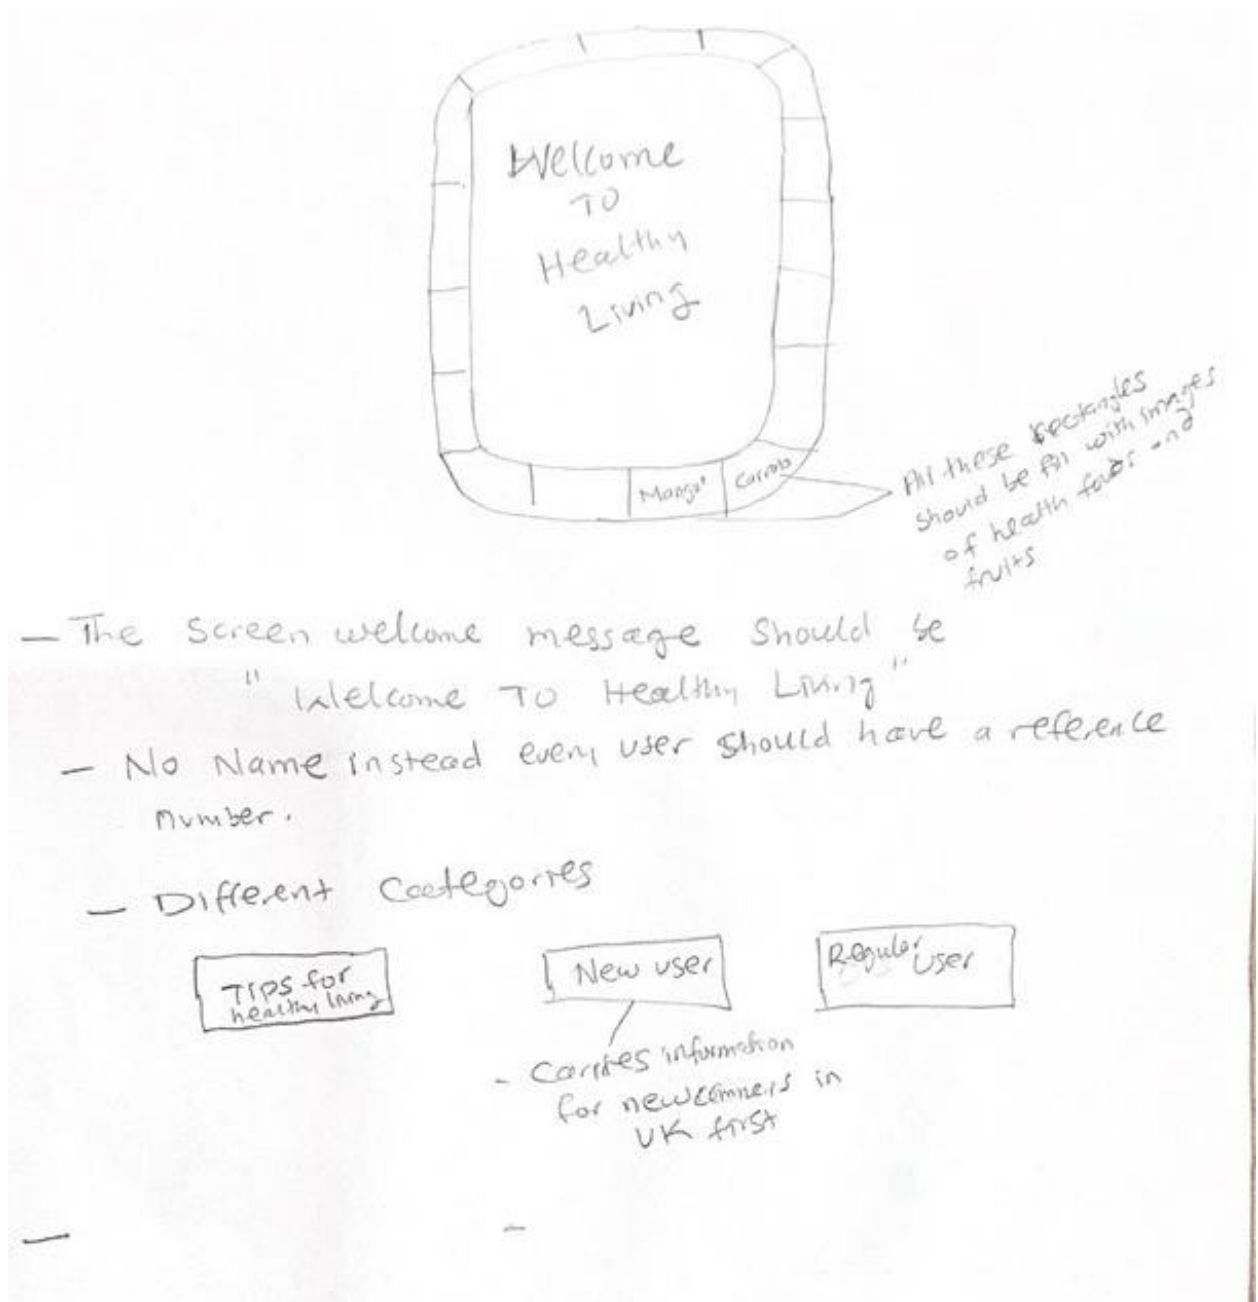 Welcome
TO
Healthy
Living
Mango
Carrots
All these rectangles
should be fill with images
of health foods and
fruits
— The screen welcome message should be
"Welcome TO Healthy Living"
— No Name instead every user should have a reference
number.
— Different Categories
TIPS for
healthy living
New user
Regular
User
- Carries information
for newcomers in
UK first
—
-